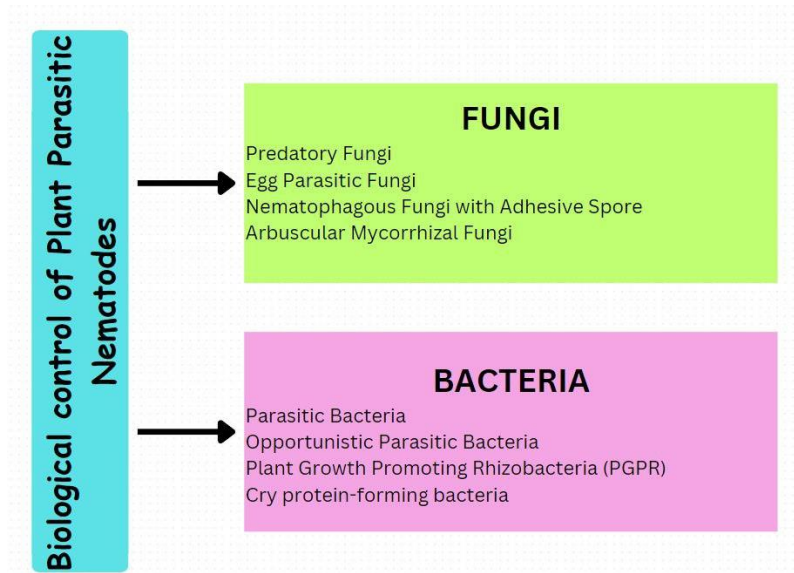 Biological control of Plant Parasitic
Nematodes
FUNGI
Predatory Fungi
Egg Parasitic Fungi
Nematophagous Fungi with Adhesive Spore
Arbuscular Mycorrhizal Fungi
BACTERIA
Parasitic Bacteria
Opportunistic Parasitic Bacteria
Plant Growth Promoting Rhizobacteria (PGPR)
Cry protein-forming bacteria